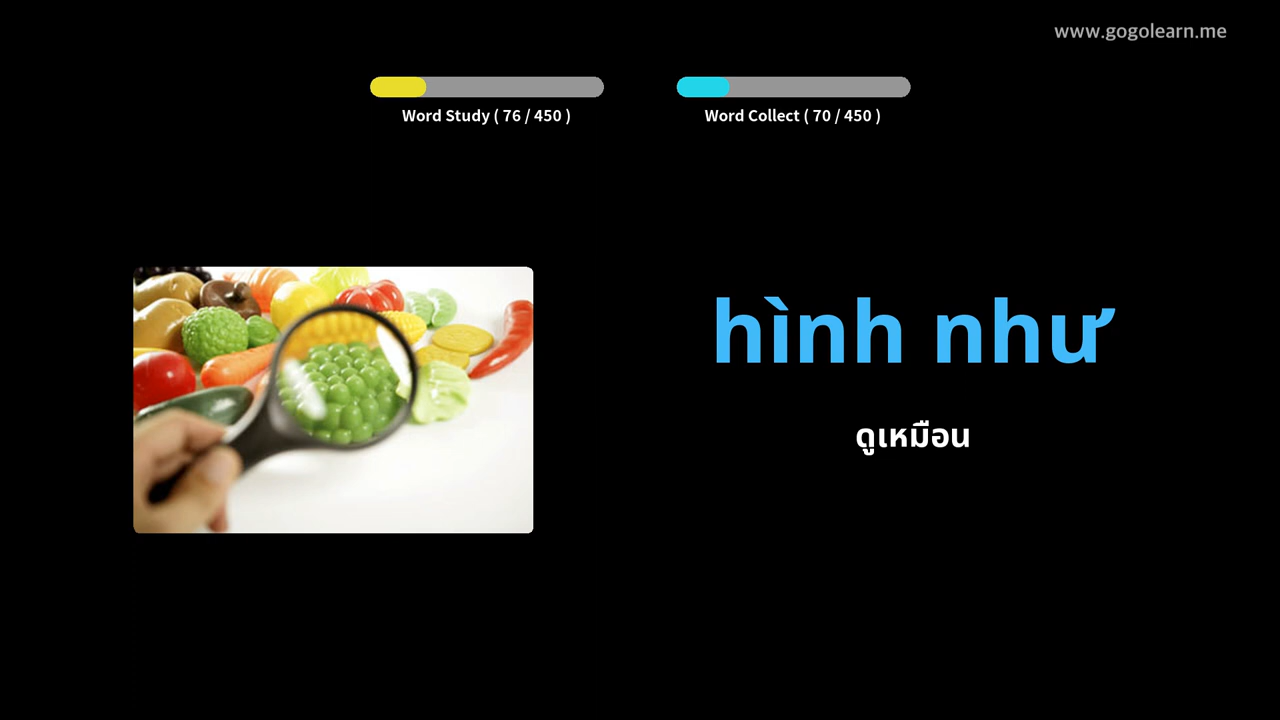 www.gogolearn.me
Word Study ( 76 / 450 )
Word Collect ( 70 / 450 )
hình như
ดูเหมือน